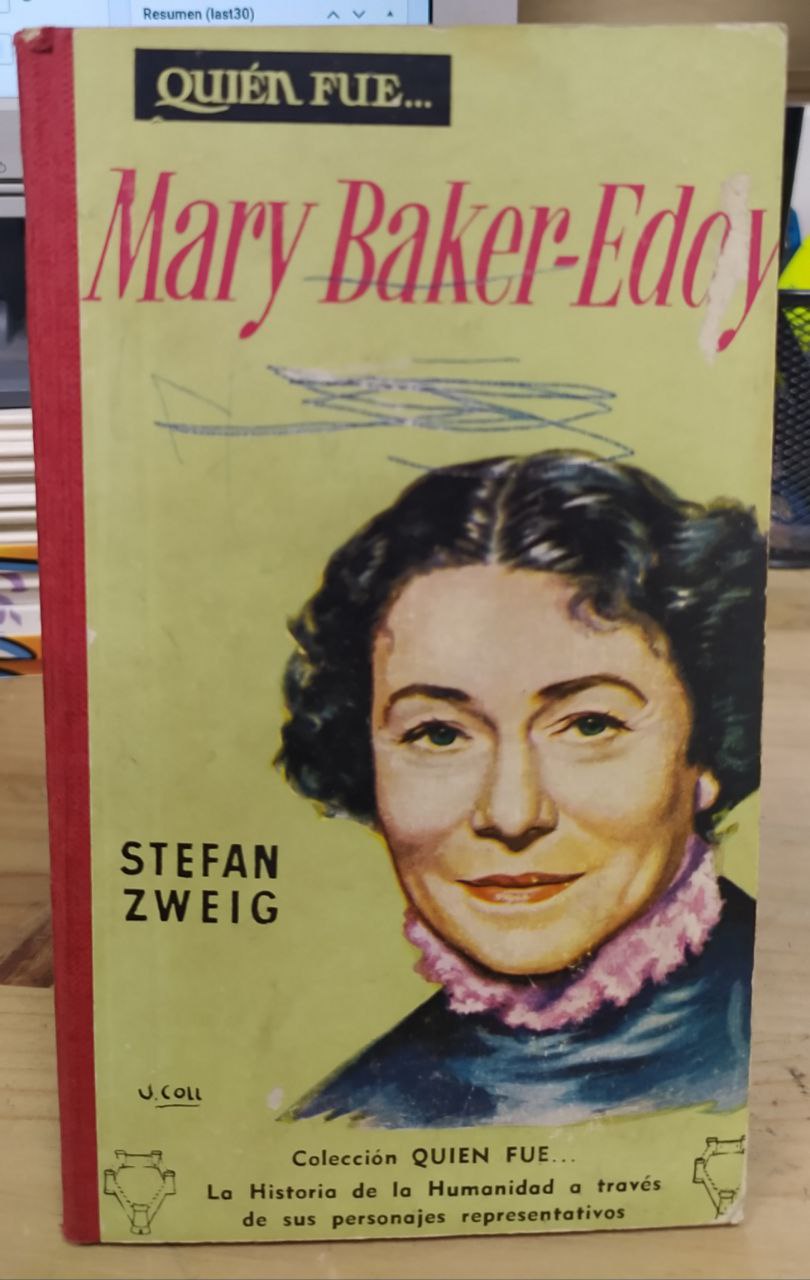 Resumen (last30)
QUIÉN FUE...
Mary Baker-Eddy
STEFAN
ZWEIG
J. COLL
Colección QUIEN FUE...
La Historia de la Humanidad a través
de sus personajes representativos